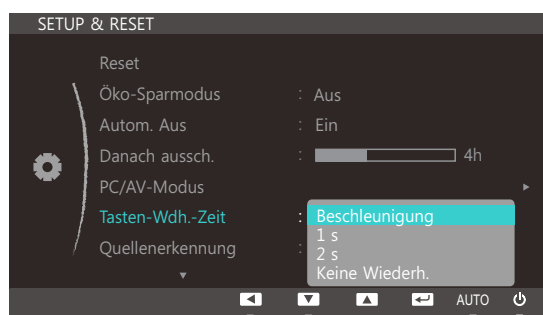 SETUP & RESET
Reset
Öko-Sparmodus : Aus
Autom. Aus : Ein
Danach aussch. : 4h
PC/AV-Modus
Tasten-Wdh.-Zeit : Beschleunigung
1 s
2 s
Keine Wiederh.
Quellenerkennung :
AUTO